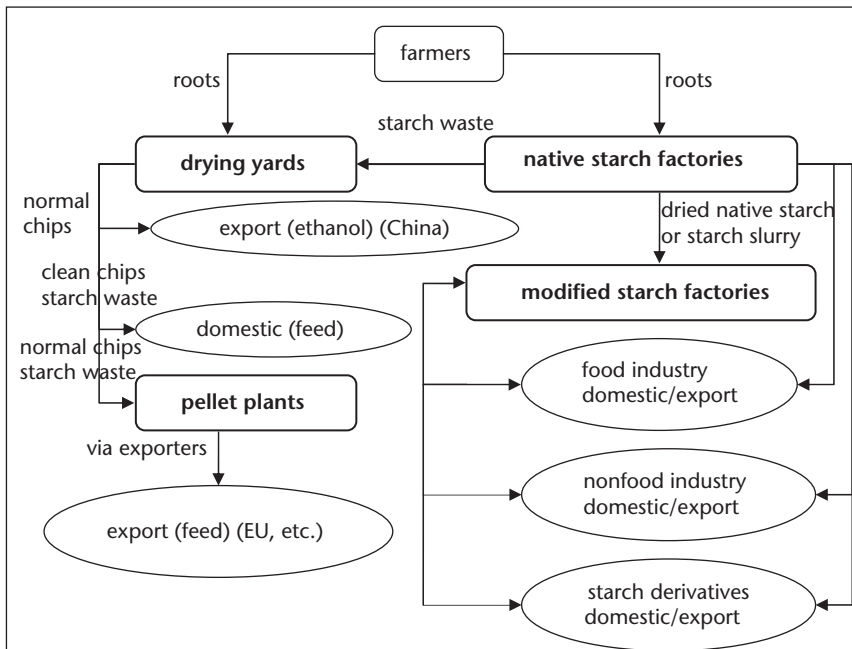 farmers
roots
roots
starch waste
drying yards
native starch factories
normal
chips
export (ethanol) (China)
dried native starch
or starch slurry
clean chips
starch waste
modified starch factories
domestic (feed)
normal chips
starch waste
food industry
domestic/export
pellet plants
via exporters
nonfood industry
domestic/export
export (feed) (EU, etc.)
starch derivatives
domestic/export